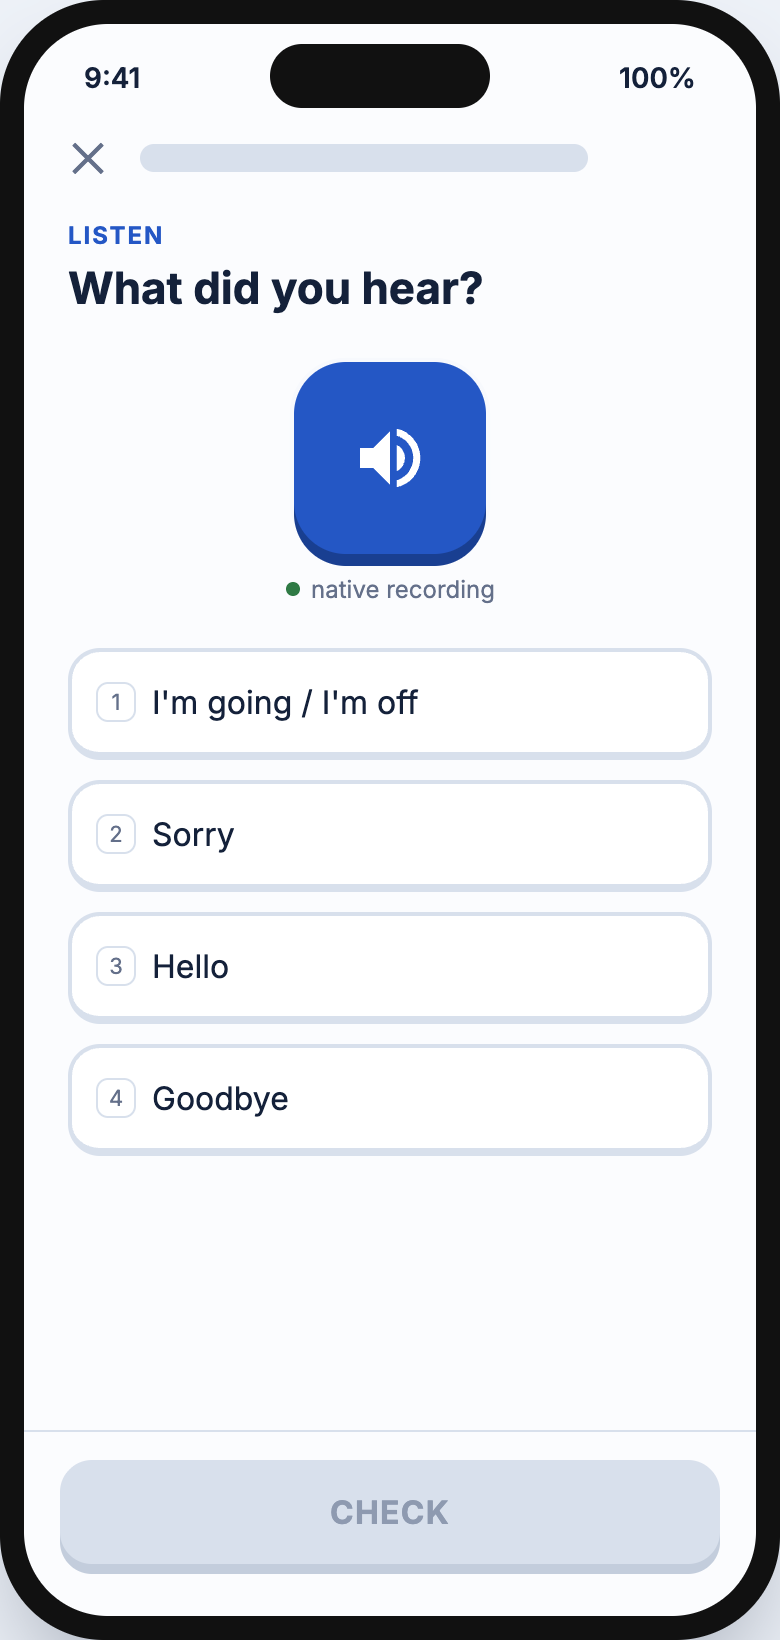 9:41
100%
LISTEN
What did you hear?
native recording
1 I'm going / I'm off
2 Sorry
3 Hello
4 Goodbye
CHECK